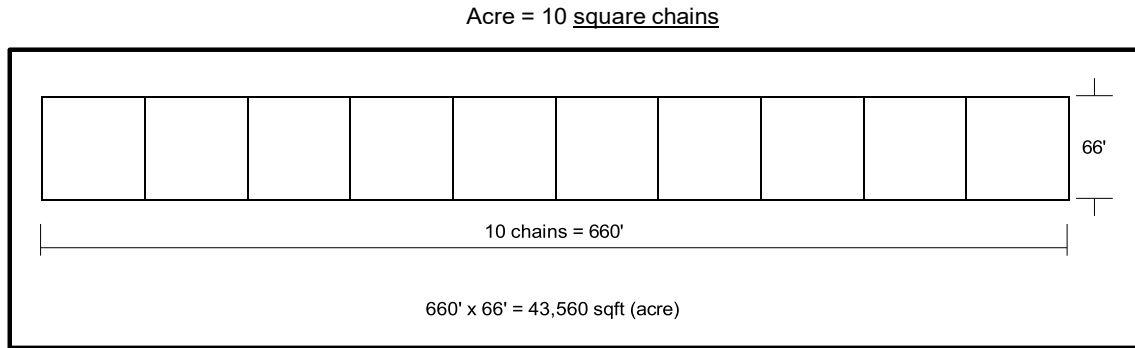 Acre = 10 square chains
66'
10 chains = 660'
660' x 66' = 43,560 sqft (acre)